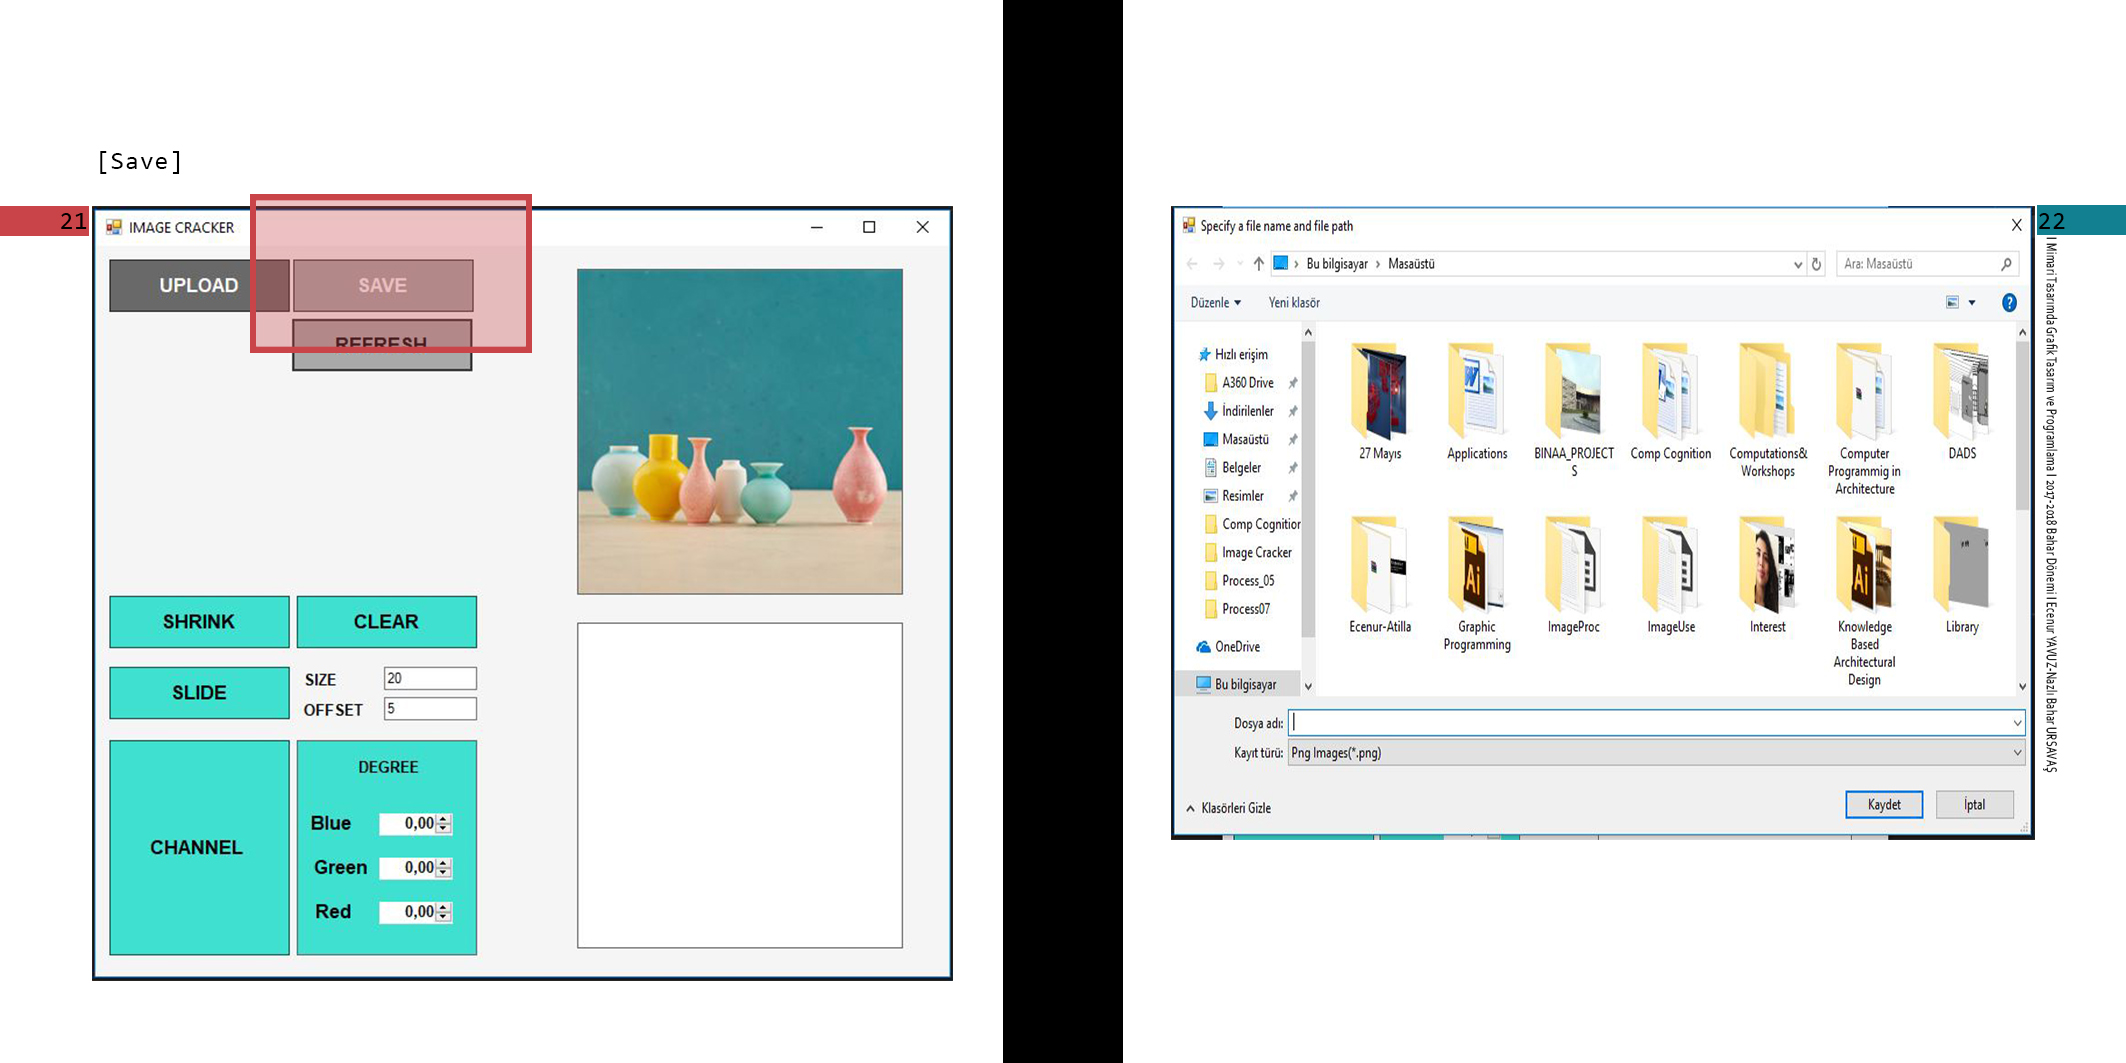 [Save]
21
IMAGE CRACKER
UPLOAD
SAVE
REFRESH
SHRINK
CLEAR
SLIDE
SIZE
20
OFFSET
5
CHANNEL
DEGREE
Blue
0,00
Green
0,00
Red
0,00
22
Specify a file name and file path
Bu bilgisayar
Masaüstü
Ara: Masaüstü
Düzenle
Yeni klasör
Hızlı erişim
A360 Drive
İndirilenler
Masaüstü
Belgeler
Resimler
Comp Cognition
Image Cracker
Process_05
Process07
OneDrive
Bu bilgisayar
27 Mayıs
Applications
BINAA_PROJECT
S
Comp Cognition
Computations&
Workshops
Computer
Programmig in
Architecture
DADS
Ecenur-Atilla
Graphic
Programming
ImageProc
ImageUse
Interest
Knowledge
Based
Architectural
Design
Library
Dosya adı:
Kayıt türü:
Png Images(*.png)
Klasörleri Gizle
Kaydet
İptal
I Mimari Tasarımda Grafik Tasarım ve Programlama I 2017-2018 Bahar Dönemi I Ecenur YAVUZ-Nazlı Bahar URSAVAŞ